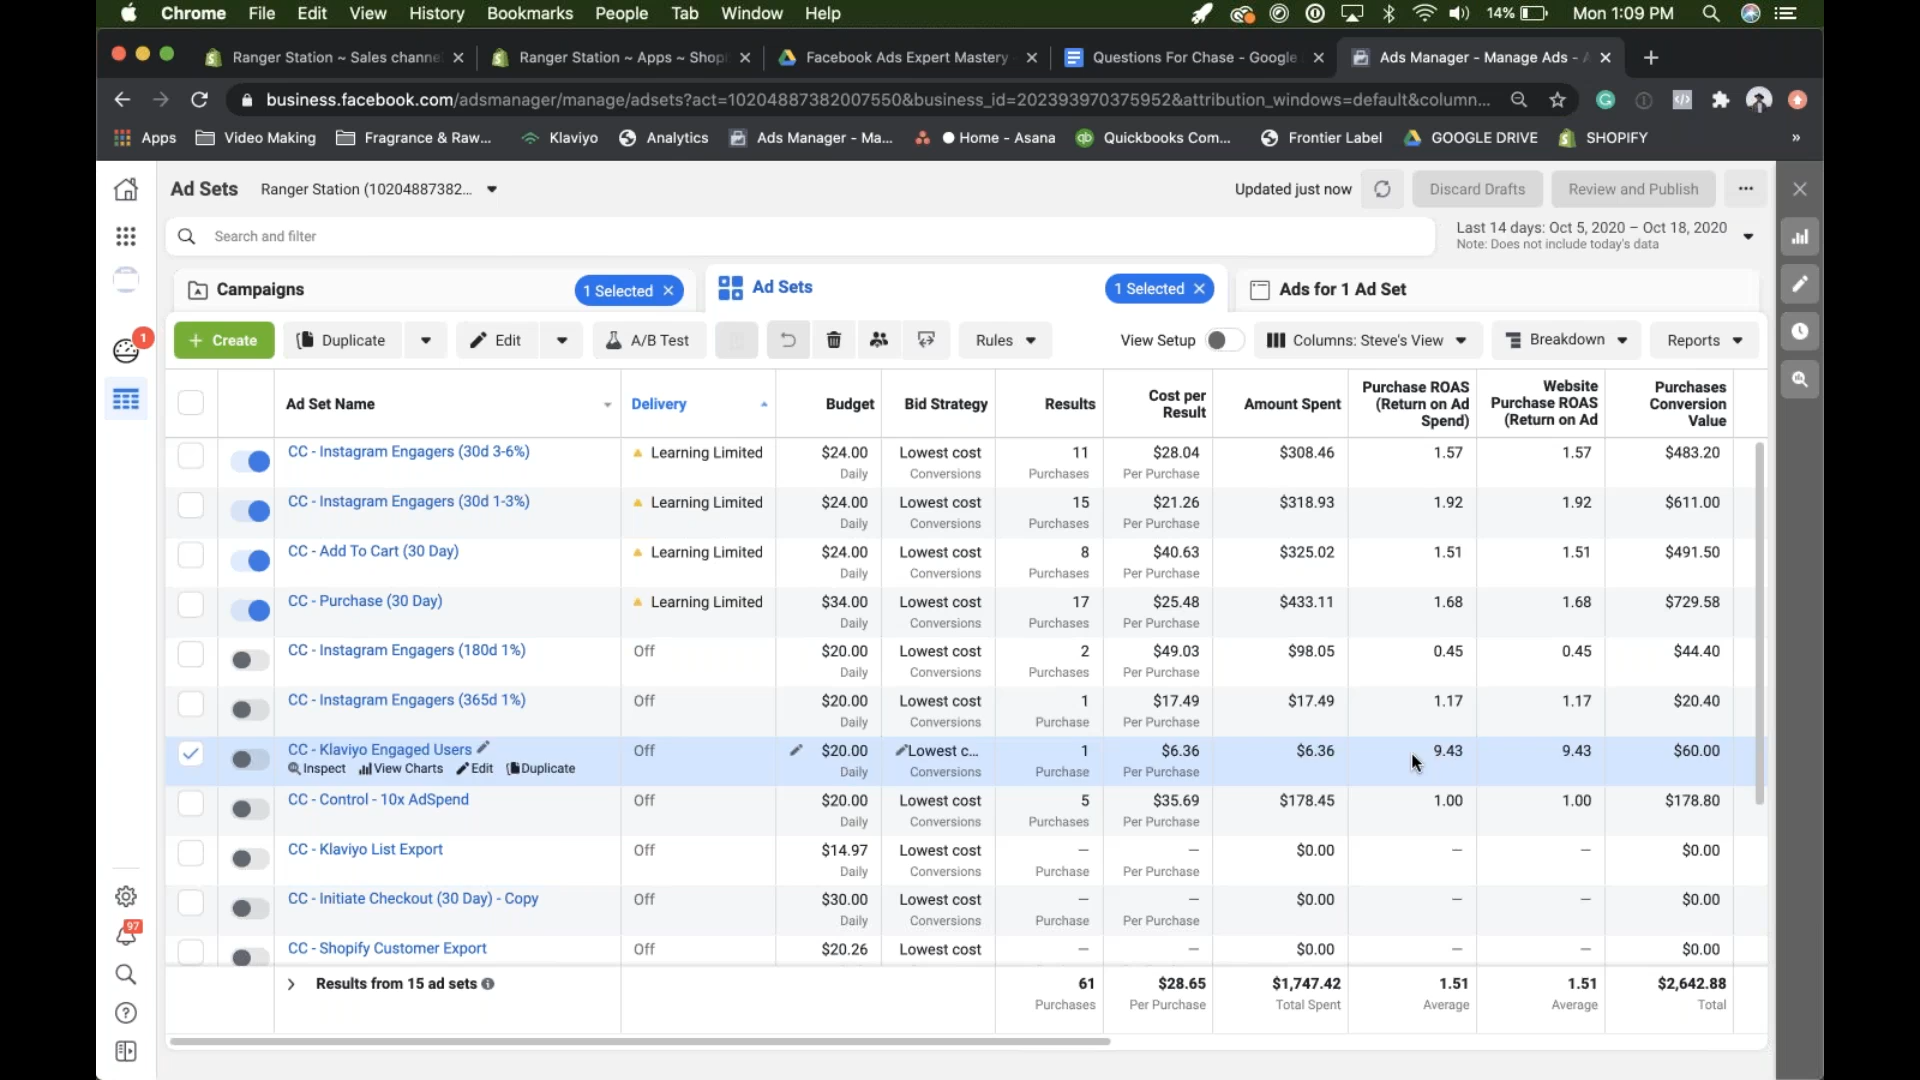 Chrome File Edit View History Bookmarks People Tab Window Help 14% Mon 1:09 PM
Ranger Station ~ Sales channe Ranger Station ~ Apps ~ Shop Facebook Ads Expert Mastery Questions For Chase - Google Ads Manager - Manage Ads -
business.facebook.com/adsmanager/manage/adsets?act=10204887382007550&business_id=202393970375952&attribution_windows=default&column...
Apps Video Making Fragrance & Raw... Klaviyo Analytics Ads Manager - Ma... Home - Asana Quickbooks Com... Frontier Label GOOGLE DRIVE SHOPIFY »
Ad Sets Ranger Station (10204887382... Updated just now Discard Drafts Review and Publish
Search and filter
Last 14 days: Oct 5, 2020 – Oct 18, 2020
Note: Does not include today's data
Campaigns 1 Selected Ad Sets 1 Selected Ads for 1 Ad Set
1
+ Create Duplicate Edit A/B Test Rules View Setup Columns: Steve's View Breakdown Reports
Ad Set Name Delivery Budget Bid Strategy Results Cost per Result Amount Spent Purchase ROAS (Return on Ad Spend) Website Purchase ROAS (Return on Ad Purchases Conversion Value
CC - Instagram Engagers (30d 3-6%) Learning Limited $24.00 Lowest cost 11 $28.04 $308.46 1.57 1.57 $483.20
Daily Conversions Purchases Per Purchase
CC - Instagram Engagers (30d 1-3%) Learning Limited $24.00 Lowest cost 15 $21.26 $318.93 1.92 1.92 $611.00
Daily Conversions Purchases Per Purchase
CC - Add To Cart (30 Day) Learning Limited $24.00 Lowest cost 8 $40.63 $325.02 1.51 1.51 $491.50
Daily Conversions Purchases Per Purchase
CC - Purchase (30 Day) Learning Limited $34.00 Lowest cost 17 $25.48 $433.11 1.68 1.68 $729.58
Daily Conversions Purchases Per Purchase
CC - Instagram Engagers (180d 1%) Off $20.00 Lowest cost 2 $49.03 $98.05 0.45 0.45 $44.40
Daily Conversions Purchases Per Purchase
CC - Instagram Engagers (365d 1%) Off $20.00 Lowest cost 1 $17.49 $17.49 1.17 1.17 $20.40
Daily Conversions Purchase Per Purchase
CC - Klaviyo Engaged Users Off $20.00 Lowest c... 1 $6.36 $6.36 9.43 9.43 $60.00
Inspect View Charts Edit Duplicate Daily Conversions Purchase Per Purchase
CC - Control - 10x AdSpend Off $20.00 Lowest cost 5 $35.69 $178.45 1.00 1.00 $178.80
Daily Conversions Purchases Per Purchase
CC - Klaviyo List Export Off $14.97 Lowest cost — — $0.00 — — $0.00
Daily Conversions Purchase Per Purchase
CC - Initiate Checkout (30 Day) - Copy Off $30.00 Lowest cost — — $0.00 — — $0.00
Daily Conversions Purchase Per Purchase
97
CC - Shopify Customer Export Off $20.26 Lowest cost — — $0.00 — — $0.00
Results from 15 ad sets 61 $28.65 $1,747.42 1.51 1.51 $2,642.88
Purchases Per Purchase Total Spent Average Average Total